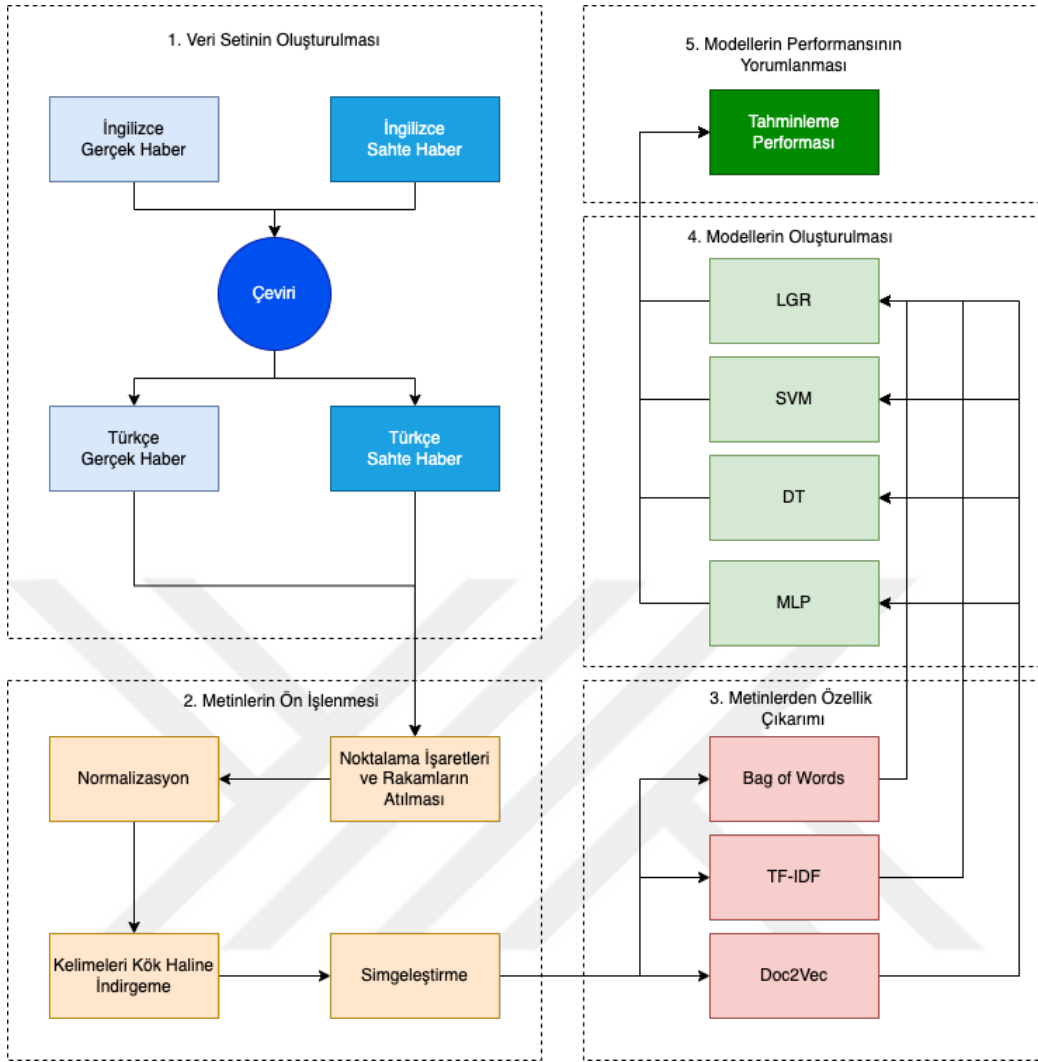 1. Veri Setinin Oluşturulması
İngilizce
Gerçek Haber
İngilizce
Sahte Haber
Çeviri
Türkçe
Gerçek Haber
Türkçe
Sahte Haber
2. Metinlerin Ön İşlenmesi
Normalizasyon
Noktalama İşaretleri
ve Rakamların
Atılması
Kelimeleri Kök Haline
İndirgeme
Simgeleştirme
3. Metinlerden Özellik
Çıkarımı
Bag of Words
TF-IDF
Doc2Vec
4. Modellerin Oluşturulması
LGR
SVM
DT
MLP
5. Modellerin Performansının
Yorumlanması
Tahminleme
Performası